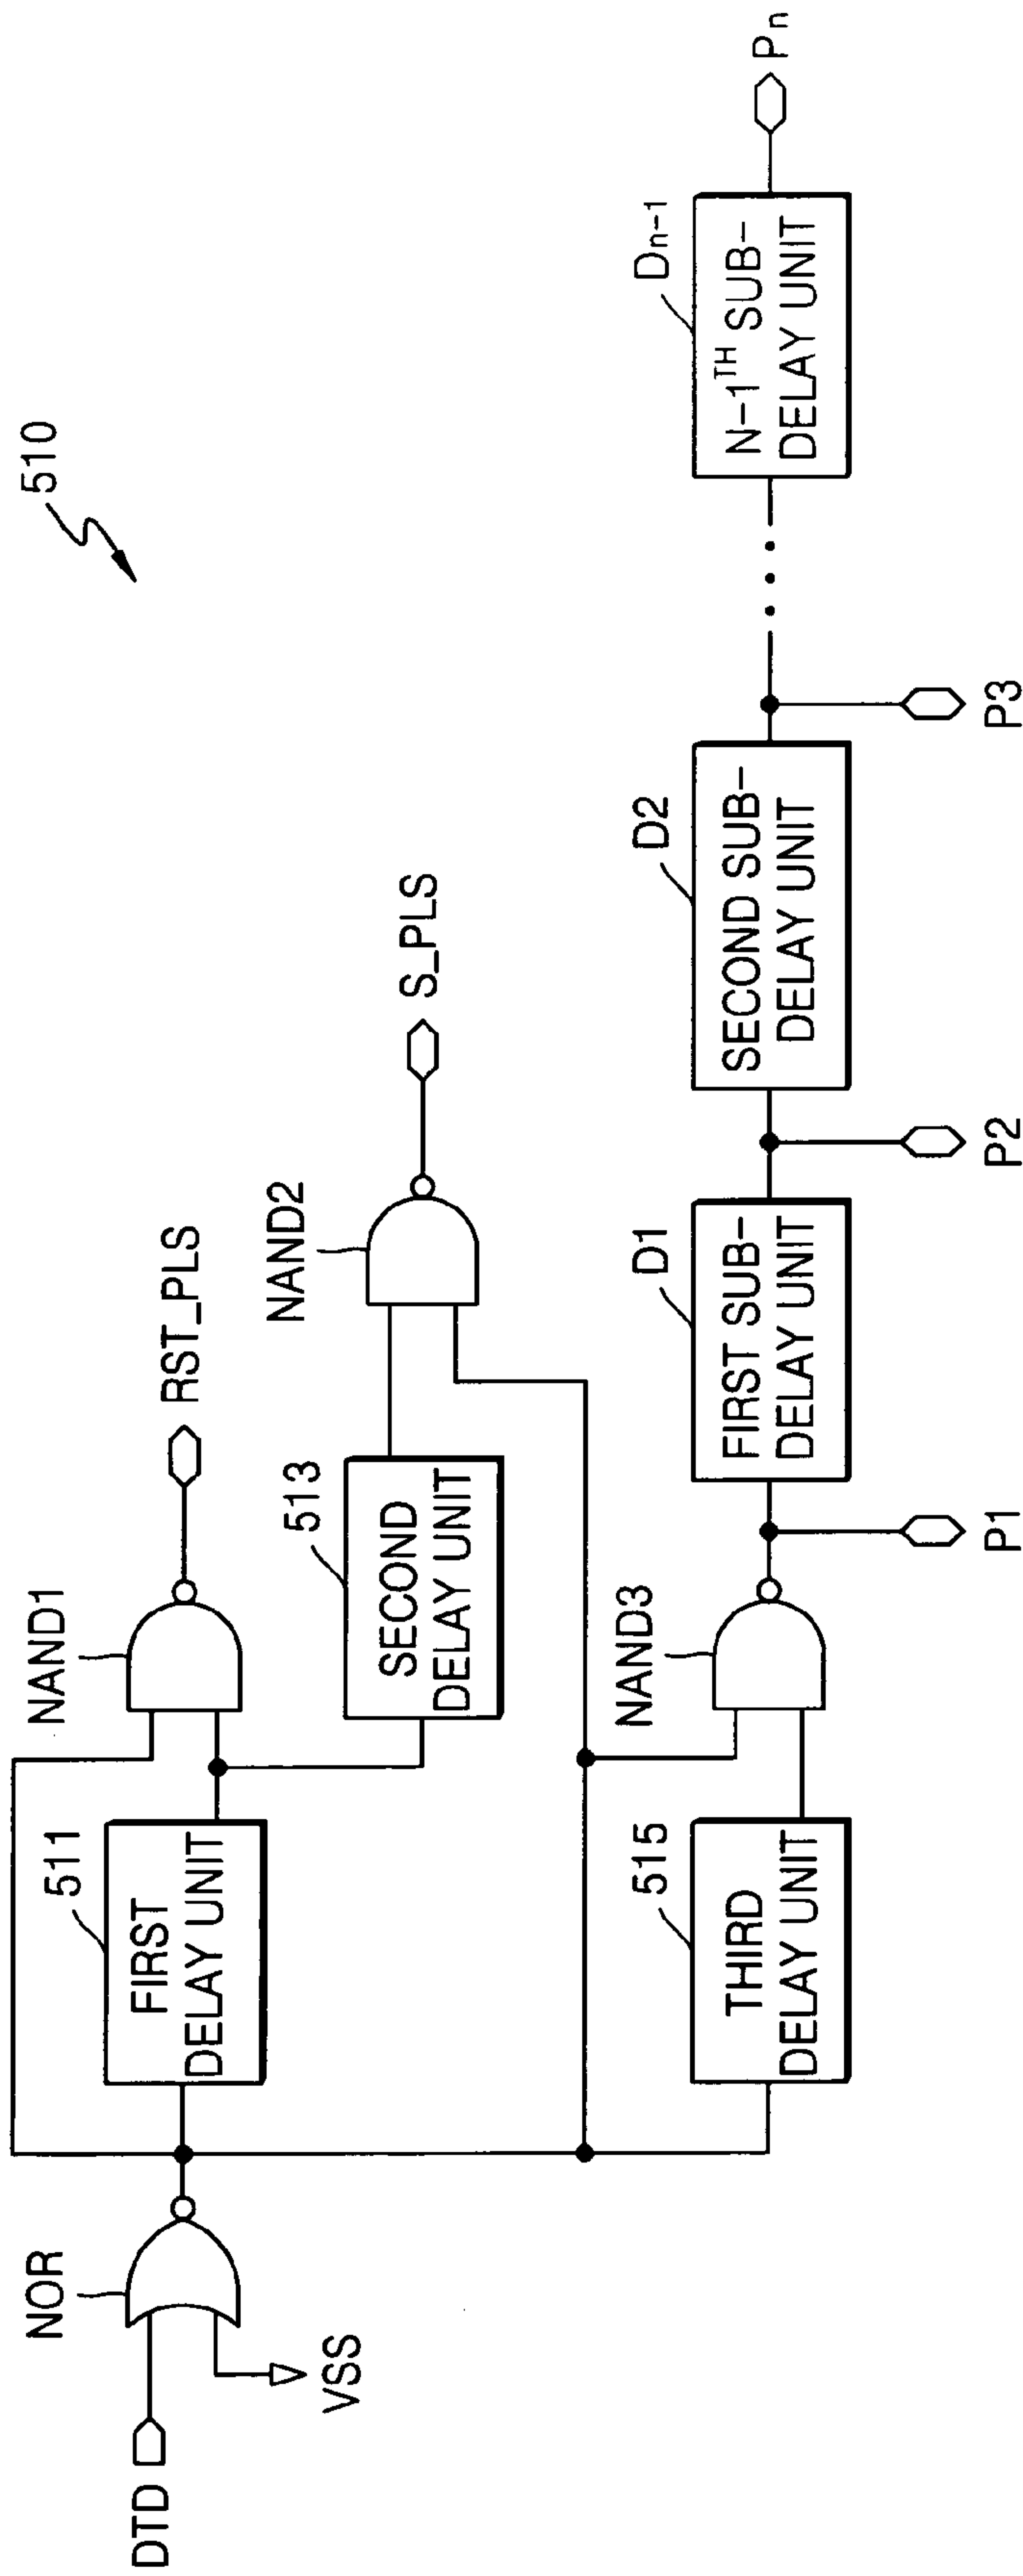 510
NOR
DTD
VSS
511
FIRST
DELAY UNIT
NAND1
RST_PLS
513
SECOND
DELAY UNIT
NAND2
S_PLS
515
THIRD
DELAY UNIT
NAND3
P1
D1
FIRST SUB-
DELAY UNIT
P2
D2
SECOND SUB-
DELAY UNIT
P3
Dn-1
N-1TH SUB-
DELAY UNIT
Pn